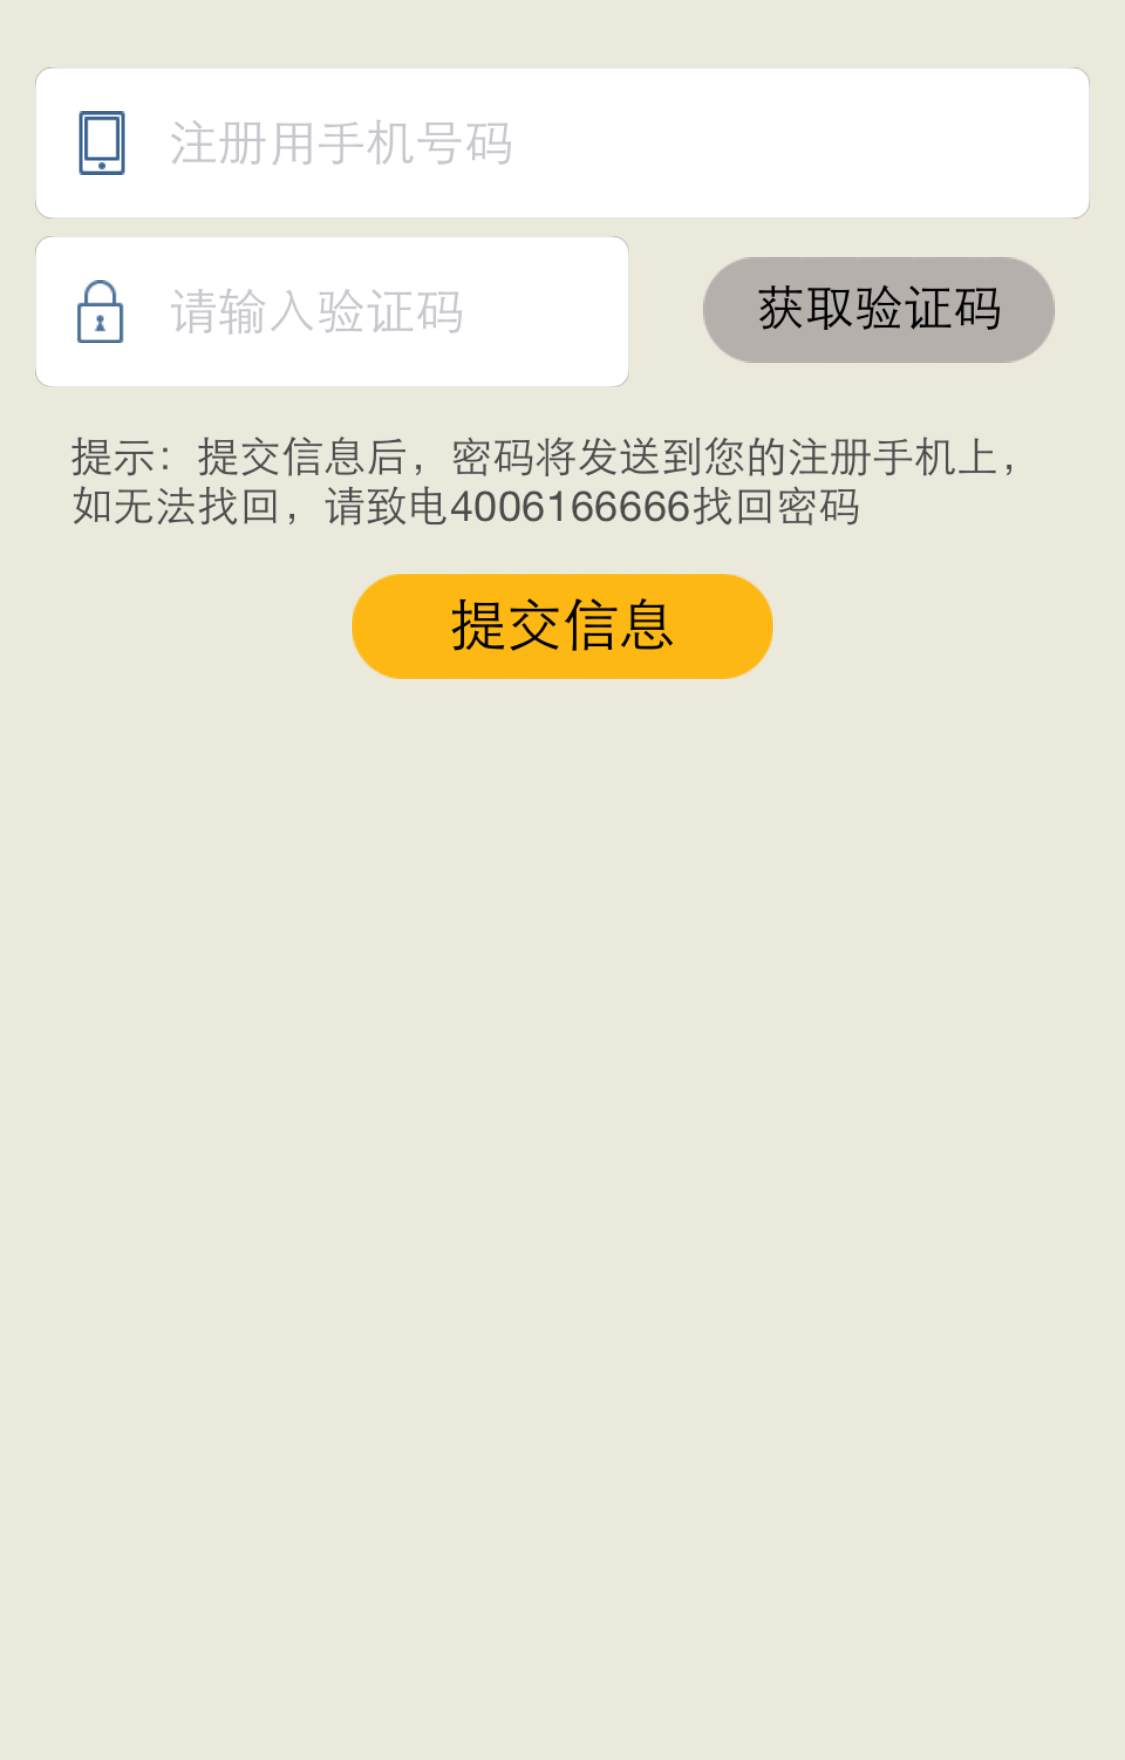 注册用手机号码
请输入验证码
获取验证码
提示：提交信息后，密码将发送到您的注册手机上，
如无法找回，请致电4006166666找回密码
提交信息